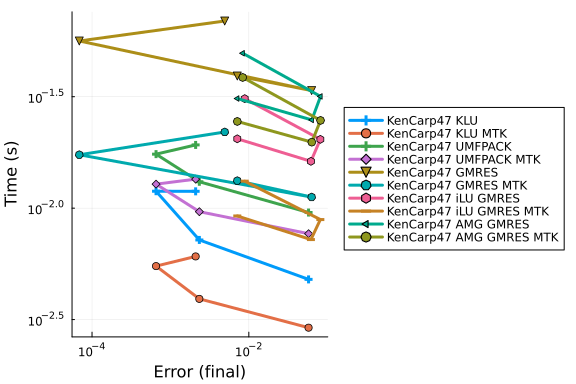 10⁻¹·⁵
10⁻²·⁰
10⁻²·⁵
Time (s)
10⁻⁴
10⁻²
Error (final)
KenCarp47 KLU
KenCarp47 KLU MTK
KenCarp47 UMFPACK
KenCarp47 UMFPACK MTK
KenCarp47 GMRES
KenCarp47 GMRES MTK
KenCarp47 iLU GMRES
KenCarp47 iLU GMRES MTK
KenCarp47 AMG GMRES
KenCarp47 AMG GMRES MTK